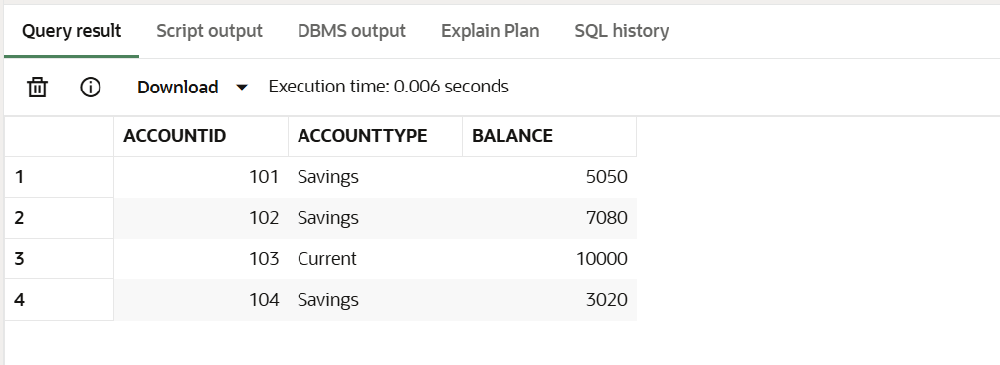 Query result Script output DBMS output Explain Plan SQL history
Download Execution time: 0.006 seconds
ACCOUNTID ACCOUNTTYPE BALANCE
1 101 Savings 5050
2 102 Savings 7080
3 103 Current 10000
4 104 Savings 3020